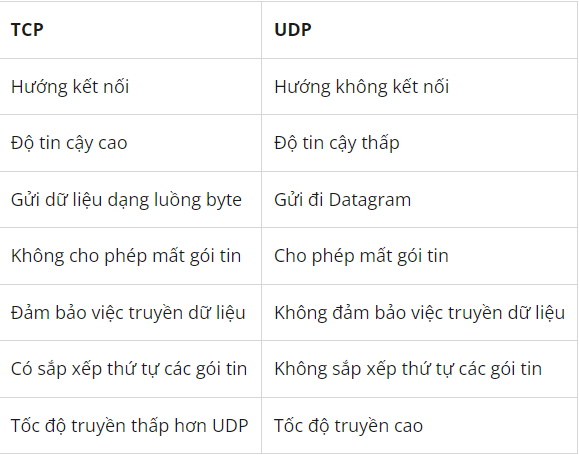 TCP UDP
Hướng kết nối Hướng không kết nối
Độ tin cậy cao Độ tin cậy thấp
Gửi dữ liệu dạng luồng byte Gửi đi Datagram
Không cho phép mất gói tin Cho phép mất gói tin
Đảm bảo việc truyền dữ liệu Không đảm bảo việc truyền dữ liệu
Có sắp xếp thứ tự các gói tin Không sắp xếp thứ tự các gói tin
Tốc độ truyền thấp hơn UDP Tốc độ truyền cao